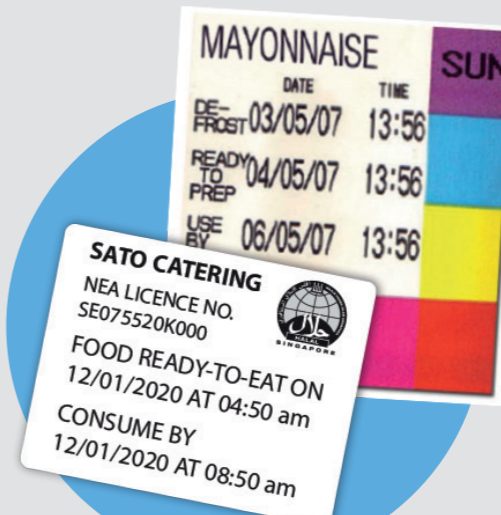 MAYONNAISE
SUN
DATE TIME
DE-FROST 03/05/07 13:56
READY TO PREP 04/05/07 13:56
USE BY 06/05/07 13:56
SATO CATERING
NEA LICENCE NO.
SE075520K000
حلال
HALAL
SINGAPORE
FOOD READY-TO-EAT ON
12/01/2020 AT 04:50 am
CONSUME BY
12/01/2020 AT 08:50 am